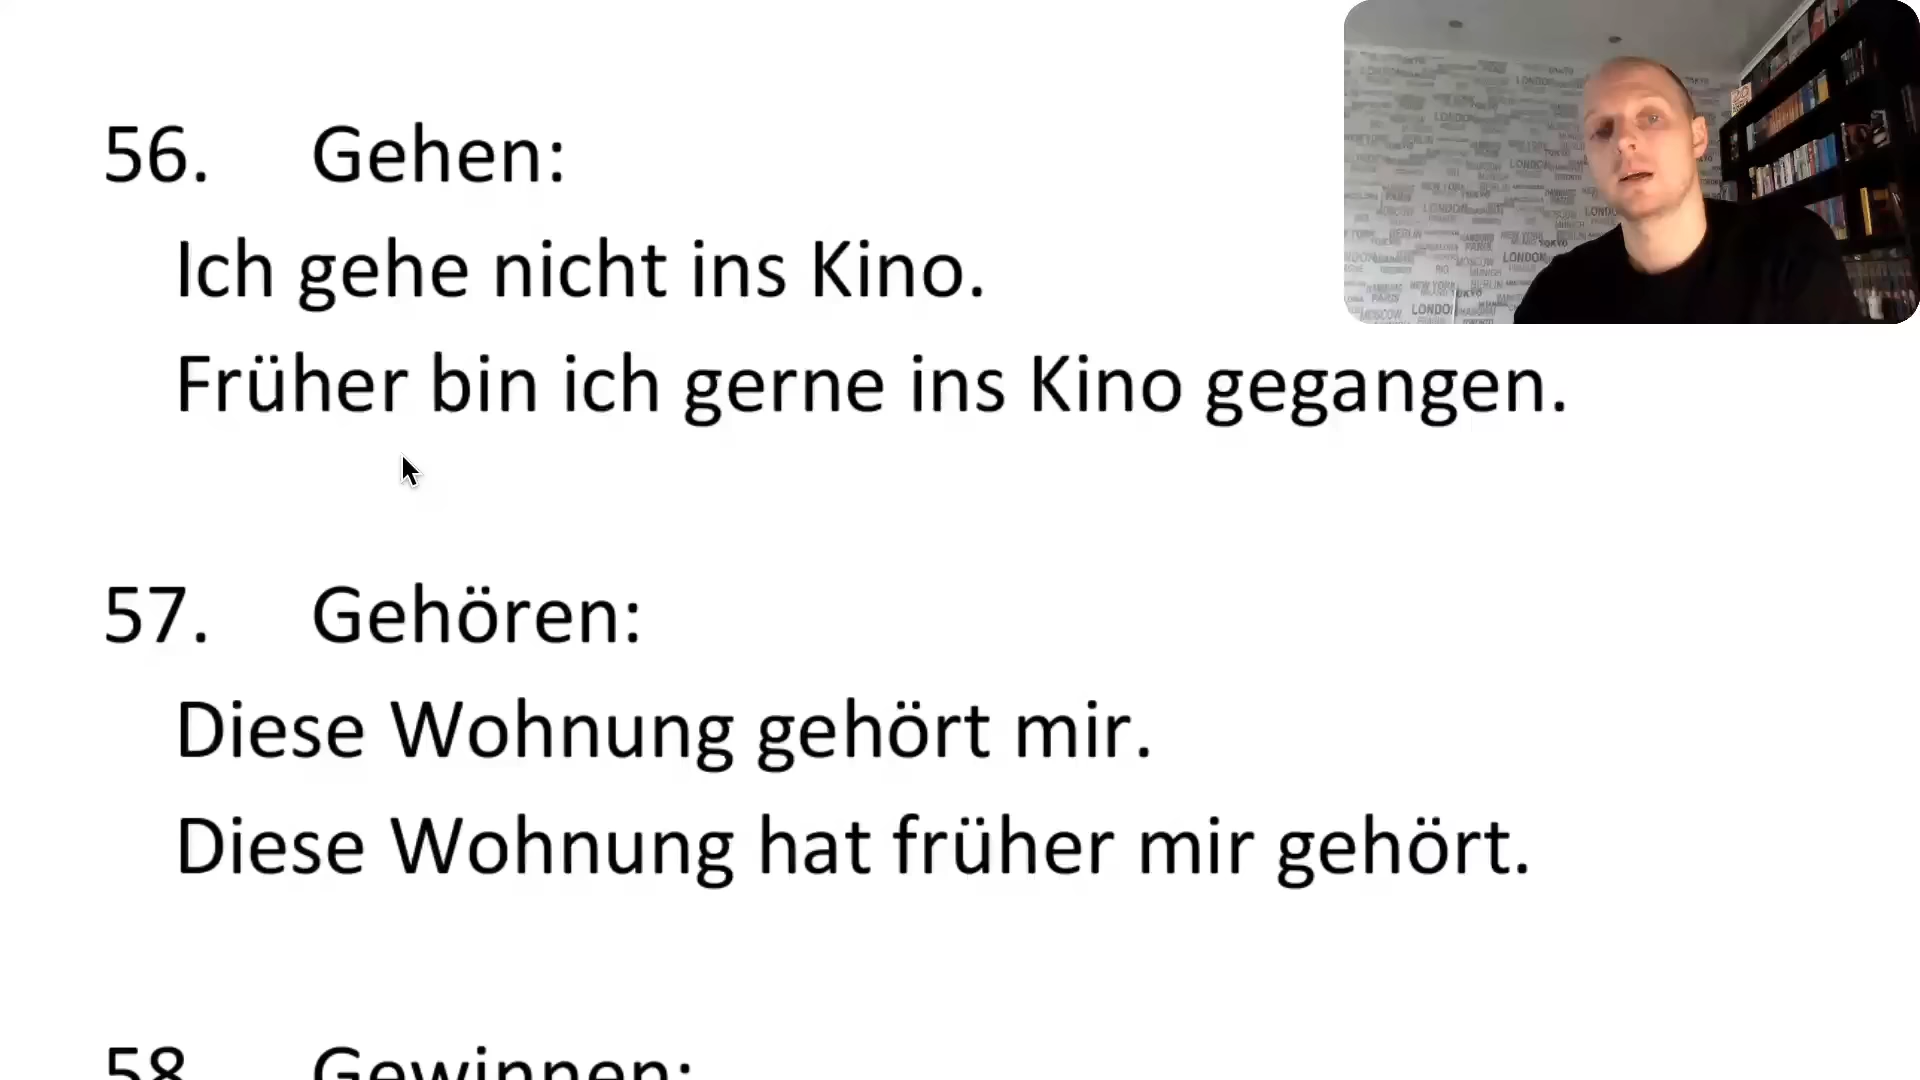 56. Gehen:
Ich gehe nicht ins Kino.
Früher bin ich gerne ins Kino gegangen.
57. Gehören:
Diese Wohnung gehört mir.
Diese Wohnung hat früher mir gehört.
58. Gewinnen: